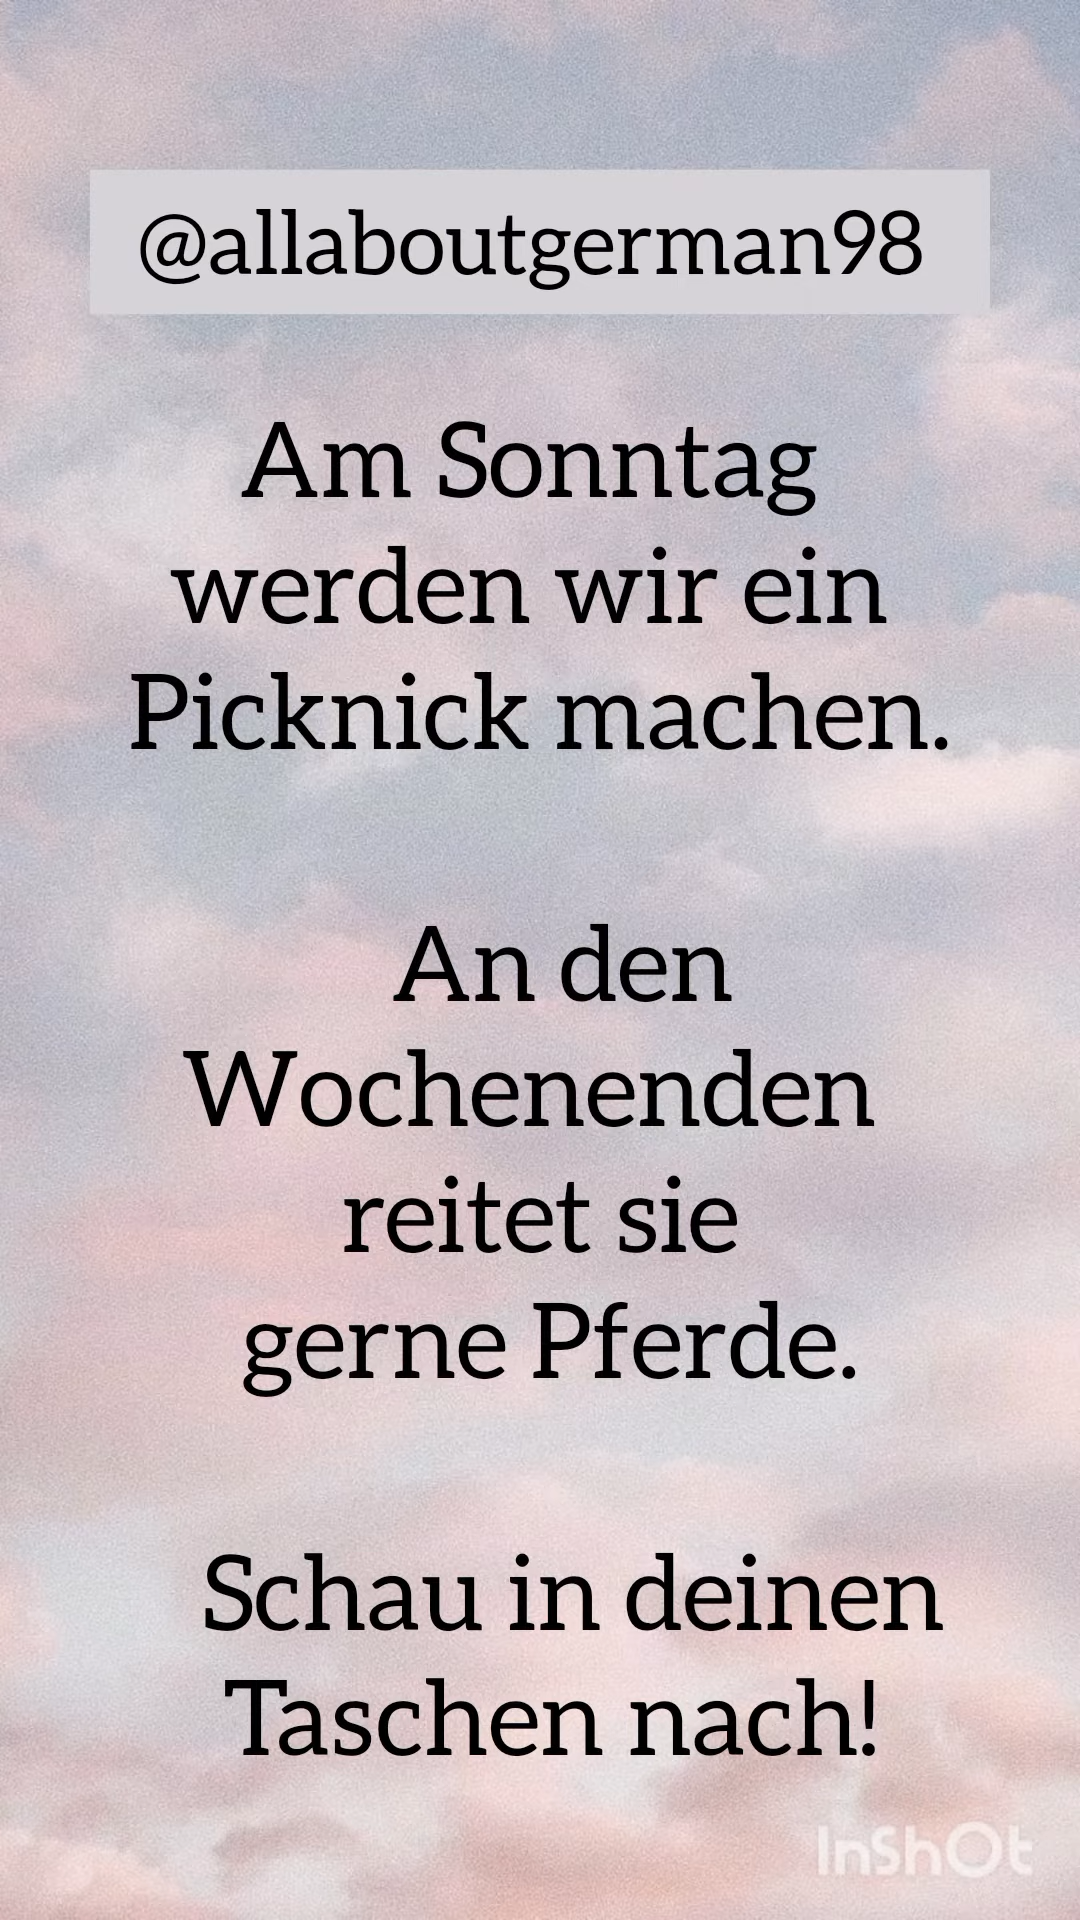 @allaboutgerman98
Am Sonntag
werden wir ein
Picknick machen.
An den
Wochenenden
reitet sie
gerne Pferde.
Schau in deinen
Taschen nach!
InShOt